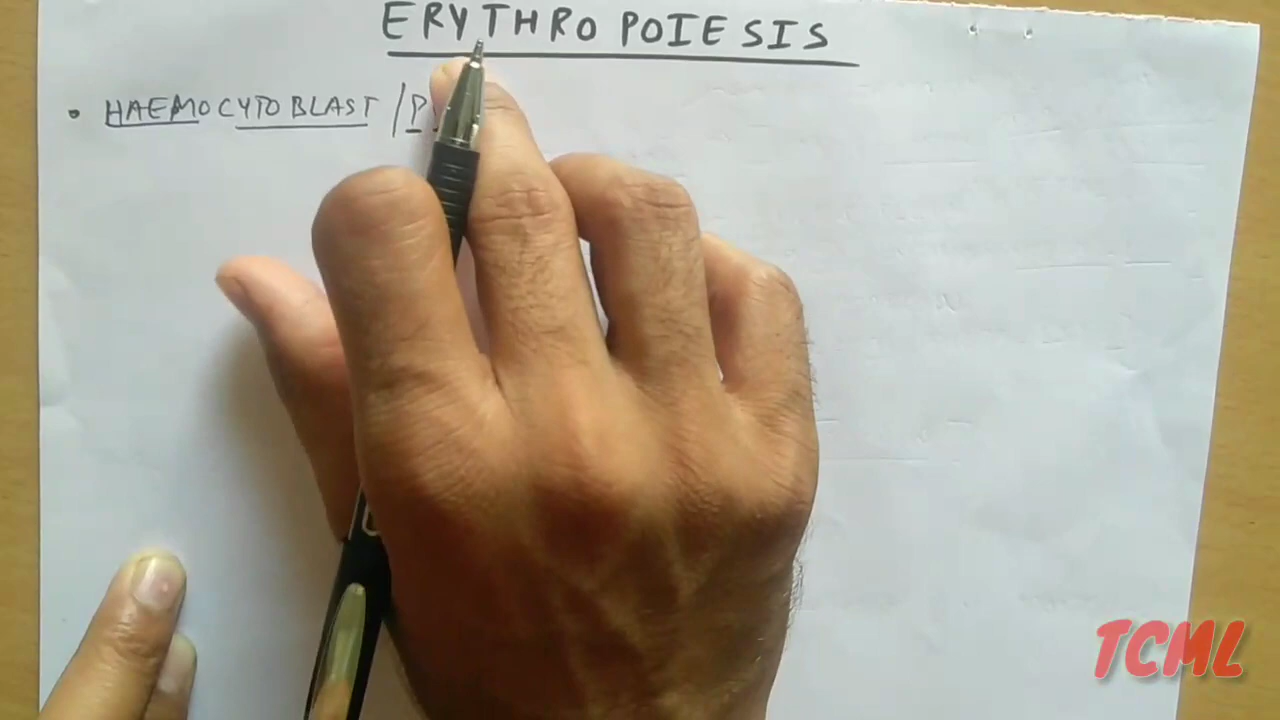 ERYTHROPOIESIS
• HAEMOCYTOBLAST /P
TCML